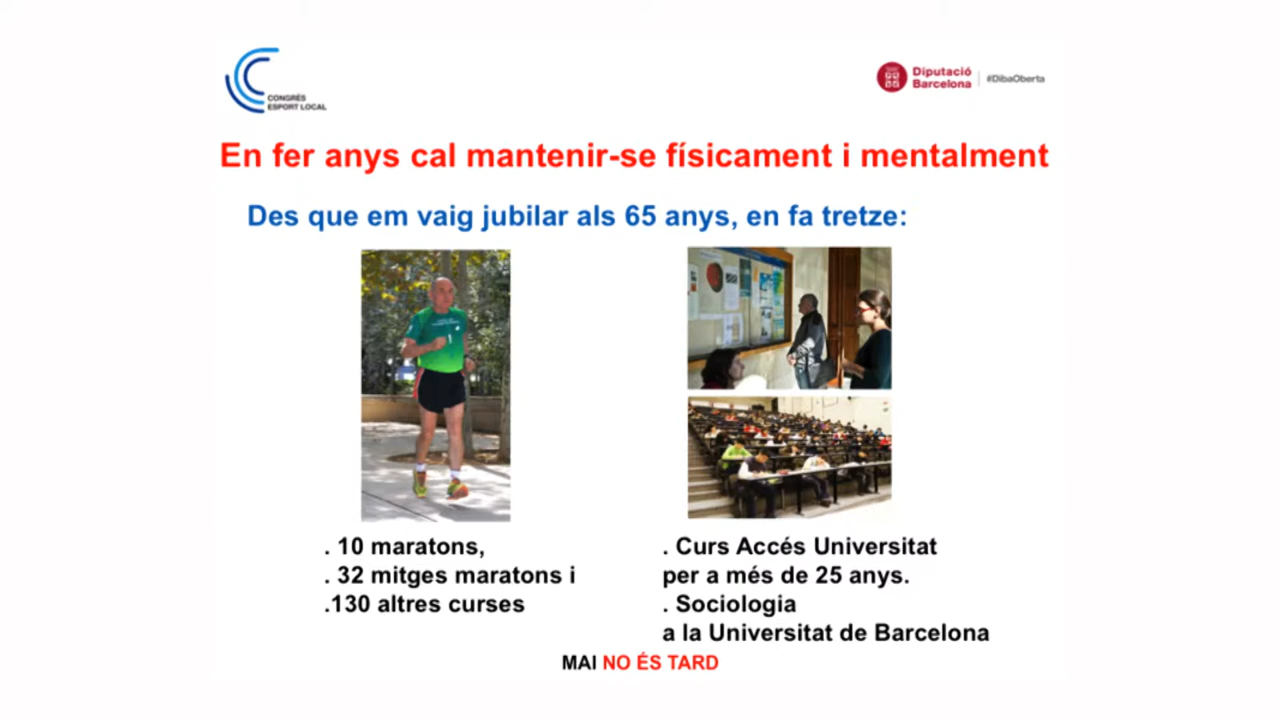 CONGRÉS
ESPORT LOCAL
Diputació
Barcelona
#DibaOberta
En fer anys cal mantenir-se físicament i mentalment
Des que em vaig jubilar als 65 anys, en fa tretze:
. 10 maratons,
. 32 mitges maratons i
.130 altres curses
. Curs Accés Universitat
per a més de 25 anys.
. Sociologia
a la Universitat de Barcelona
MAI NO ÉS TARD